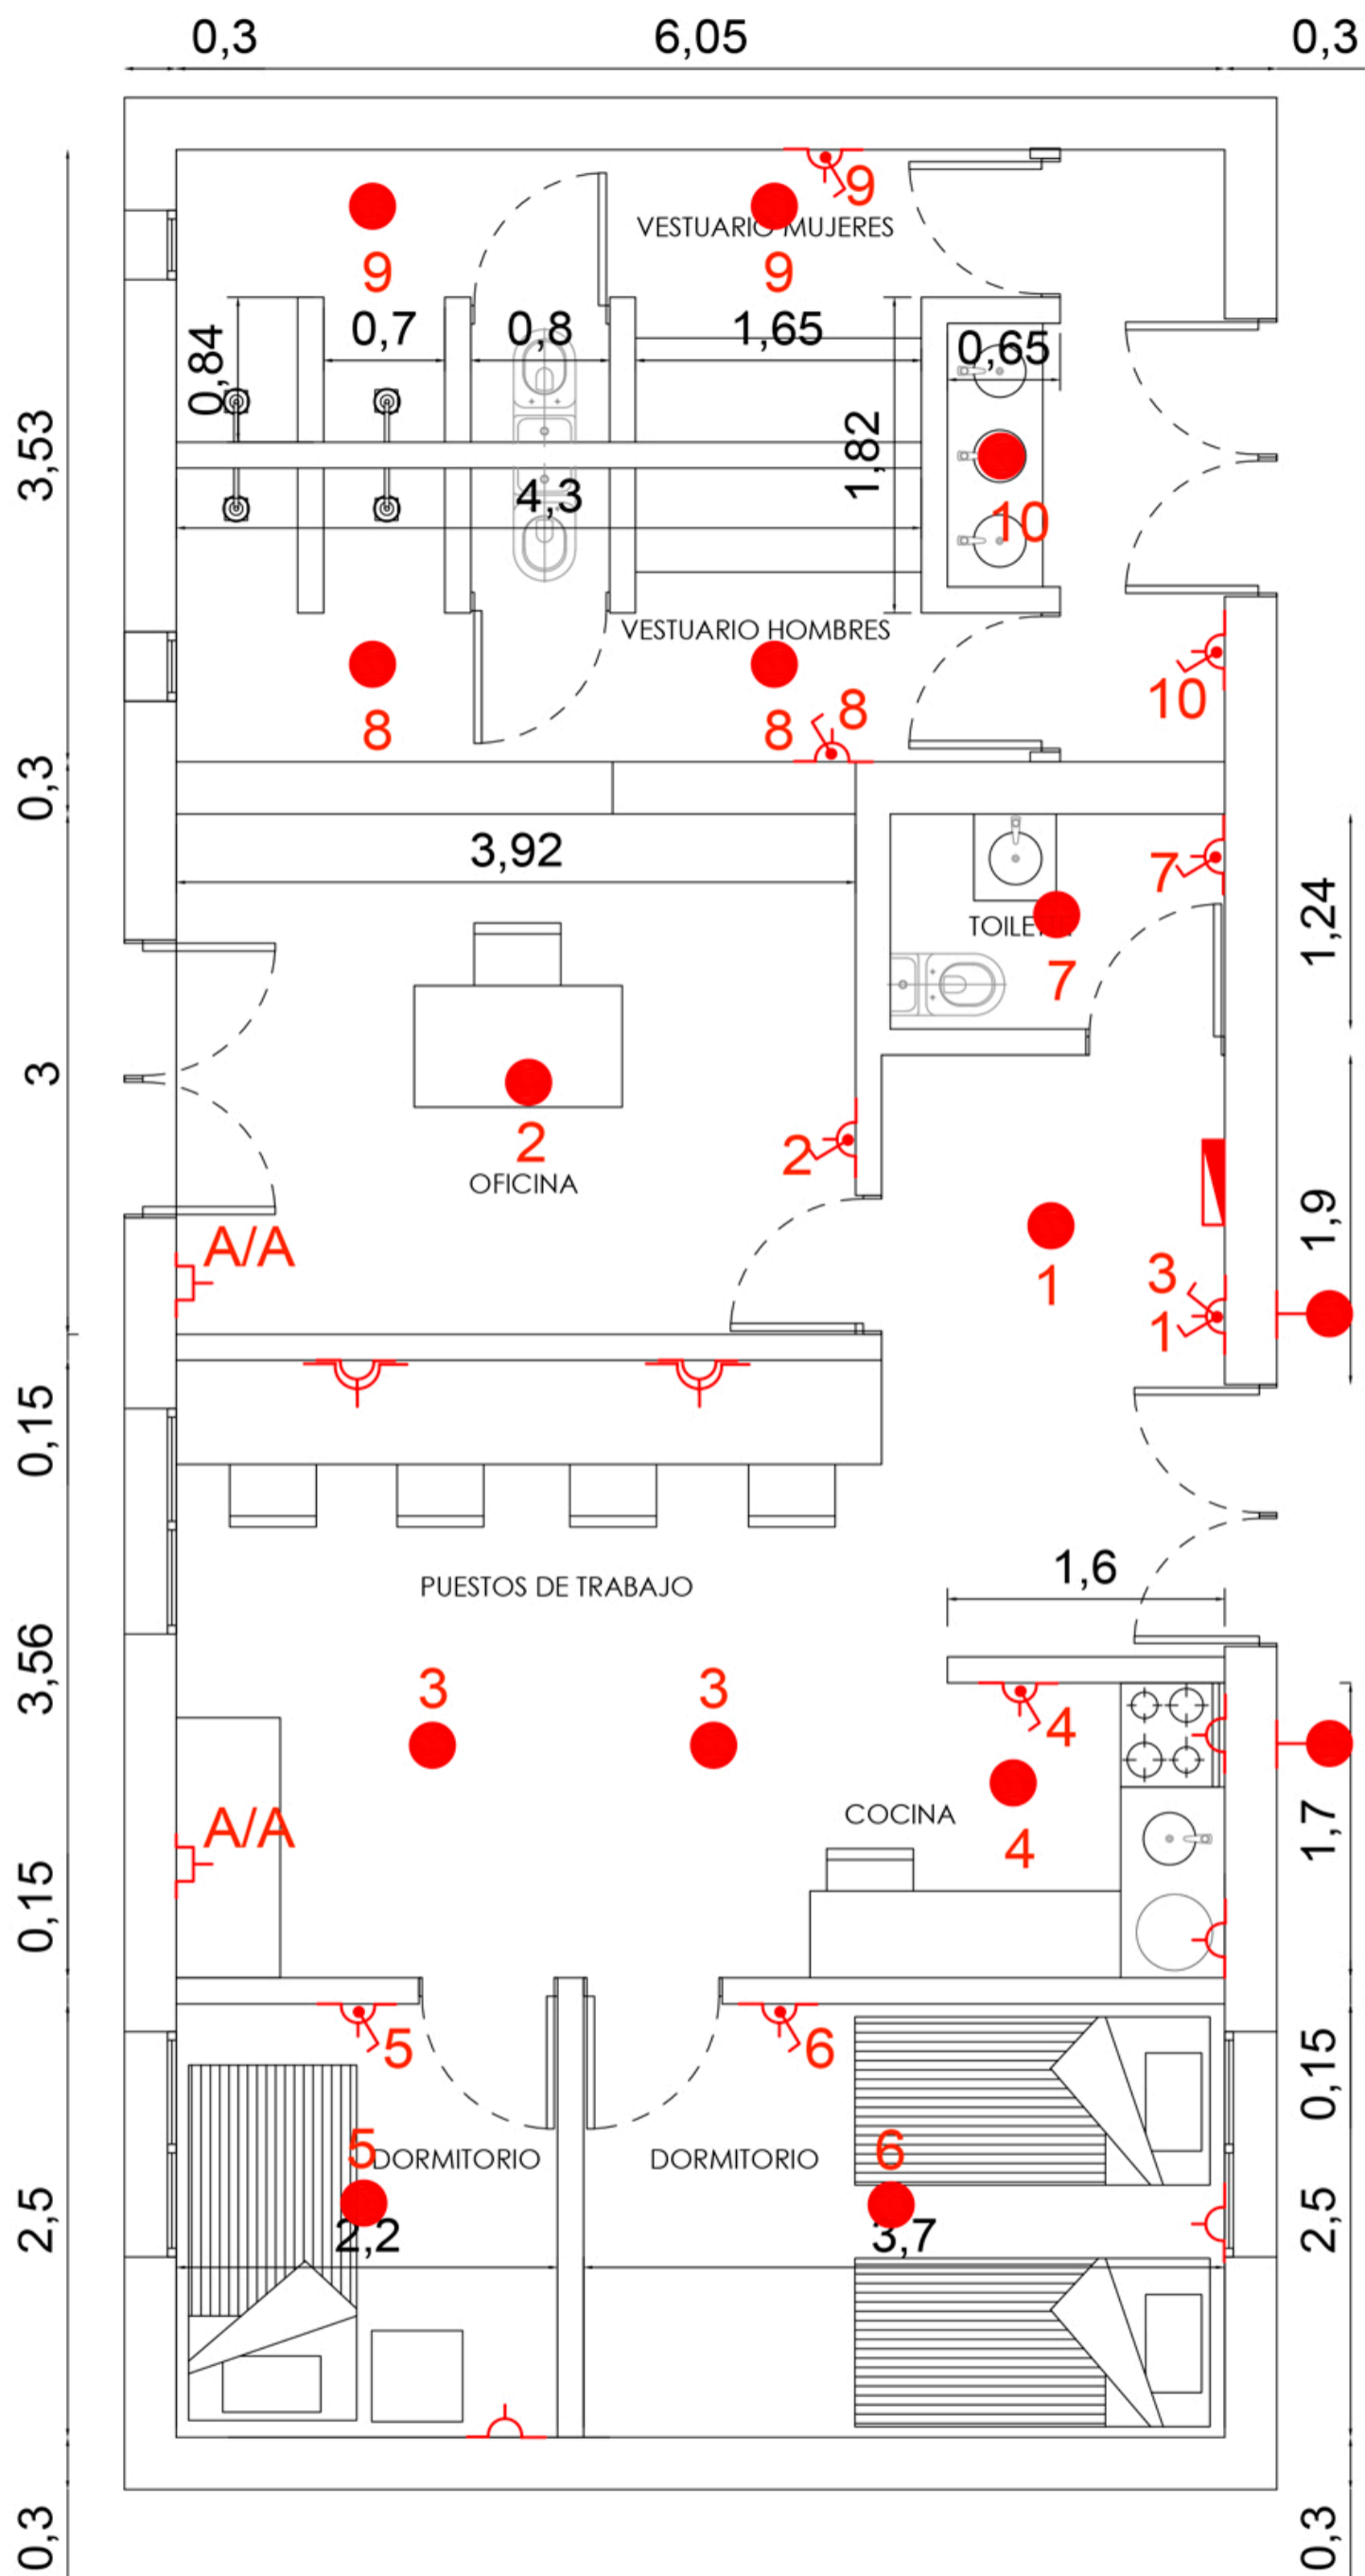 0,3 6,05 0,3
9
VESTUARIO MUJERES
9 9
0,84 0,7 0,8 1,65 0,65
3,53 1,82
4,3
10
VESTUARIO HOMBRES
10
8 8 8
0,3
3,92
7
1,24
TOILETTE
7
3
2 2
OFICINA
1,9
A/A
1
3
1
0,15
1,6
PUESTOS DE TRABAJO
3,56
3 3
4
COCINA
A/A
4
1,7
0,15
5 6
0,15
5 DORMITORIO DORMITORIO 6
2,5 2,2 3,7 2,5
0,3 0,3